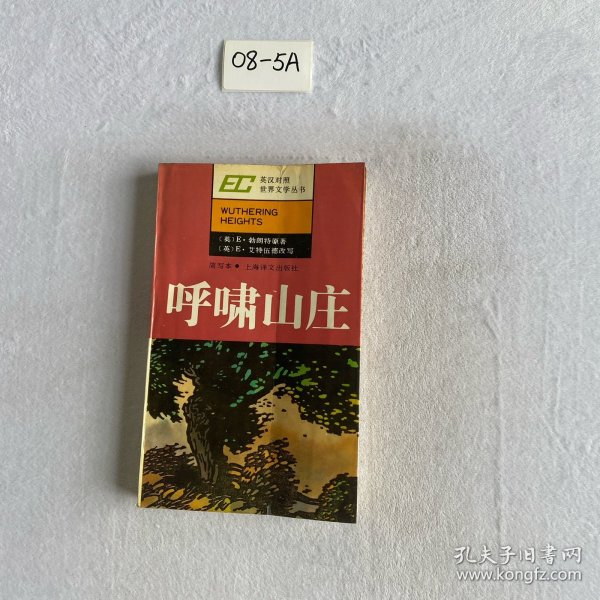 08-5A
EC
英汉对照
世界文学丛书
WUTHERING
HEIGHTS
〔英〕E·勃朗特原著
〔英〕E·艾特伍德改写
简写本●上海译文出版社
呼啸山庄
孔夫子旧书网
www.kongfz.com